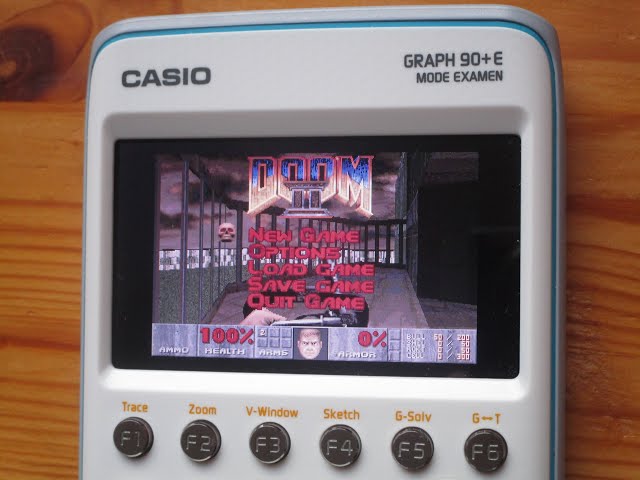 CASIO
GRAPH 90+E
MODE EXAMEN
DOOM
II
New Game
Options
Load Game
Save Game
Quit Game
100% 0%
AMMO HEALTH ARMS ARMOR
Trace Zoom V-Window Sketch G-Solv G↔T
F1 F2 F3 F4 F5 F6